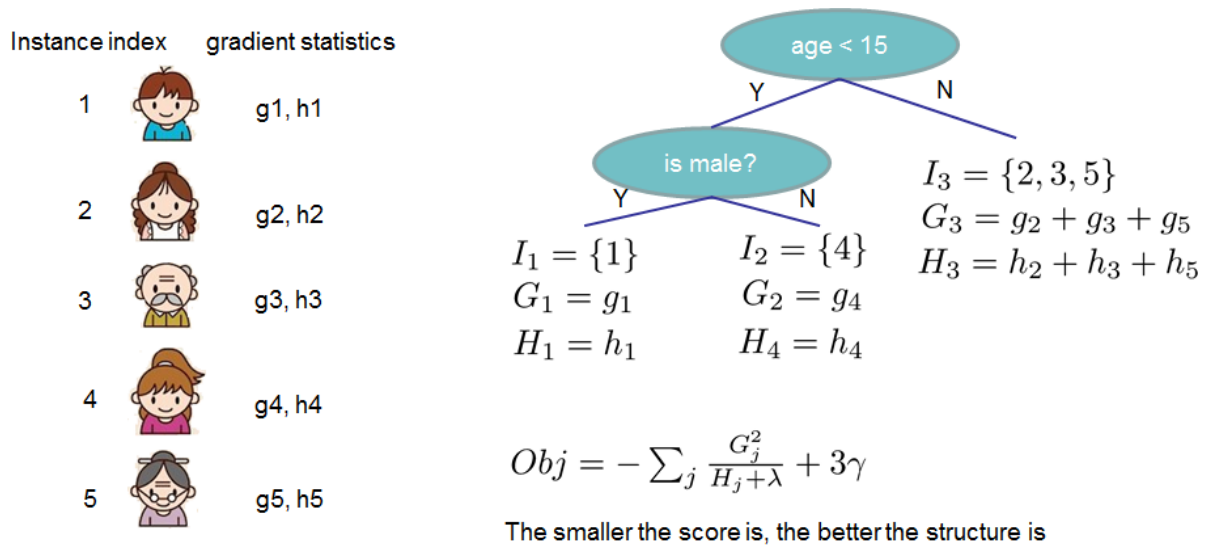 Instance index gradient statistics
1 g1, h1
2 g2, h2
3 g3, h3
4 g4, h4
5 g5, h5
age < 15
Y N
is male?
Y N
I₁ = {1}
G₁ = g₁
H₁ = h₁
I₂ = {4}
G₂ = g₄
H₄ = h₄
I₃ = {2, 3, 5}
G₃ = g₂ + g₃ + g₅
H₃ = h₂ + h₃ + h₅
Obj = − ∑ⱼ Gⱼ² / (Hⱼ+λ) + 3γ
The smaller the score is, the better the structure is